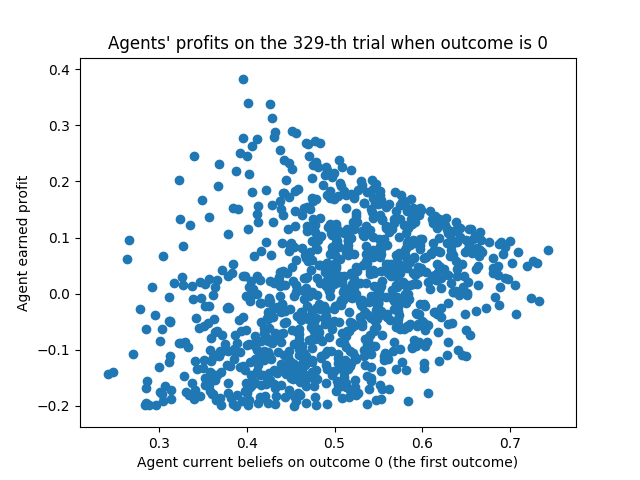 Agents' profits on the 329-th trial when outcome is 0
0.4
0.3
0.2
0.1
0.0
−0.1
−0.2
Agent earned profit
0.3 0.4 0.5 0.6 0.7
Agent current beliefs on outcome 0 (the first outcome)